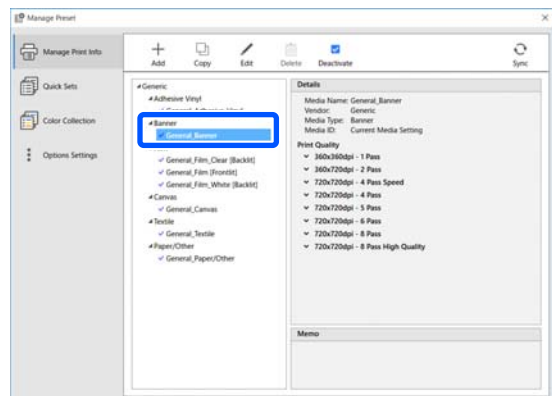 Manage Preset
Manage Print Info
Quick Sets
Color Collection
Options Settings
Add
Copy
Edit
Delete
Deactivate
Sync
Generic
Adhesive Vinyl
Banner
General_Banner
General_Film_Clear [Backlit]
General_Film [Frontlit]
General_Film_White [Backlit]
Canvas
General_Canvas
Textile
General_Textile
Paper/Other
General_Paper/Other
Details
Media Name: General_Banner
Vendor: Generic
Media Type: Banner
Media ID: Current Media Setting
Print Quality
360x360dpi - 1 Pass
360x720dpi - 2 Pass
720x720dpi - 4 Pass Speed
720x720dpi - 4 Pass
720x720dpi - 5 Pass
720x720dpi - 6 Pass
720x720dpi - 8 Pass
720x720dpi - 8 Pass High Quality
Memo